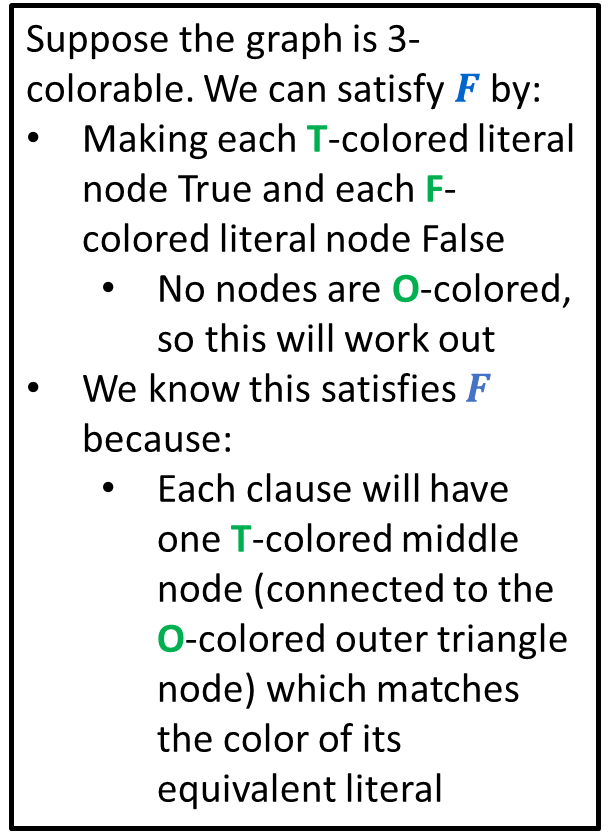 Suppose the graph is 3-
colorable. We can satisfy F by:
• Making each T-colored literal
node True and each F-
colored literal node False
• No nodes are O-colored,
so this will work out
• We know this satisfies F
because:
• Each clause will have
one T-colored middle
node (connected to the
O-colored outer triangle
node) which matches
the color of its
equivalent literal